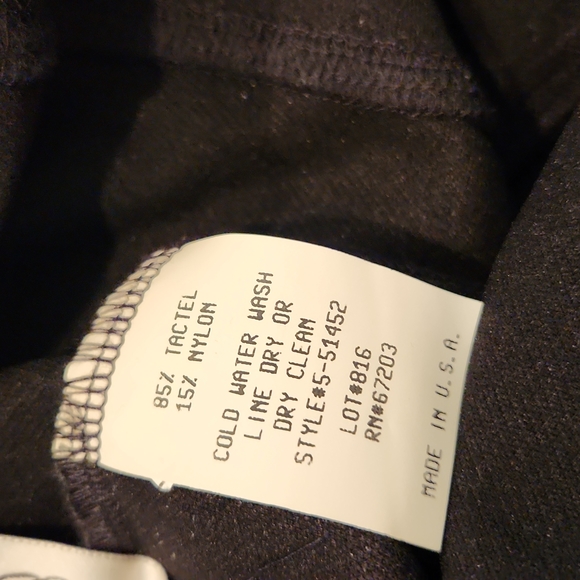 85% TACTEL
15% NYLON
COLD WATER WASH
LINE DRY OR
DRY CLEAN
STYLE#5-51452
LOT#816
RN#67203
MADE IN U.S.A.